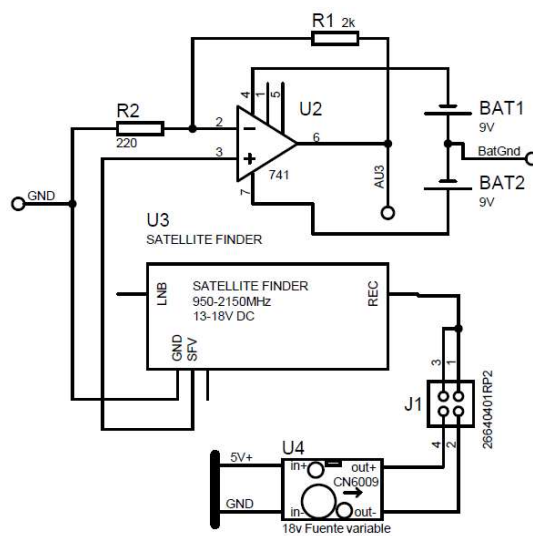 R1 2k
4
1
5
U2
R2
220
2
−
3
+
6
741
7
BAT1
9V
BatGnd
BAT2
9V
AU3
GND
U3
SATELLITE FINDER
SATELLITE FINDER
950-2150MHz
13-18V DC
LNB
REC
GND
SFV
3
1
J1
26640401RP2
4
2
U4
5V+
in+
out+
CN6009
GND
in-
out-
18v Fuente variable